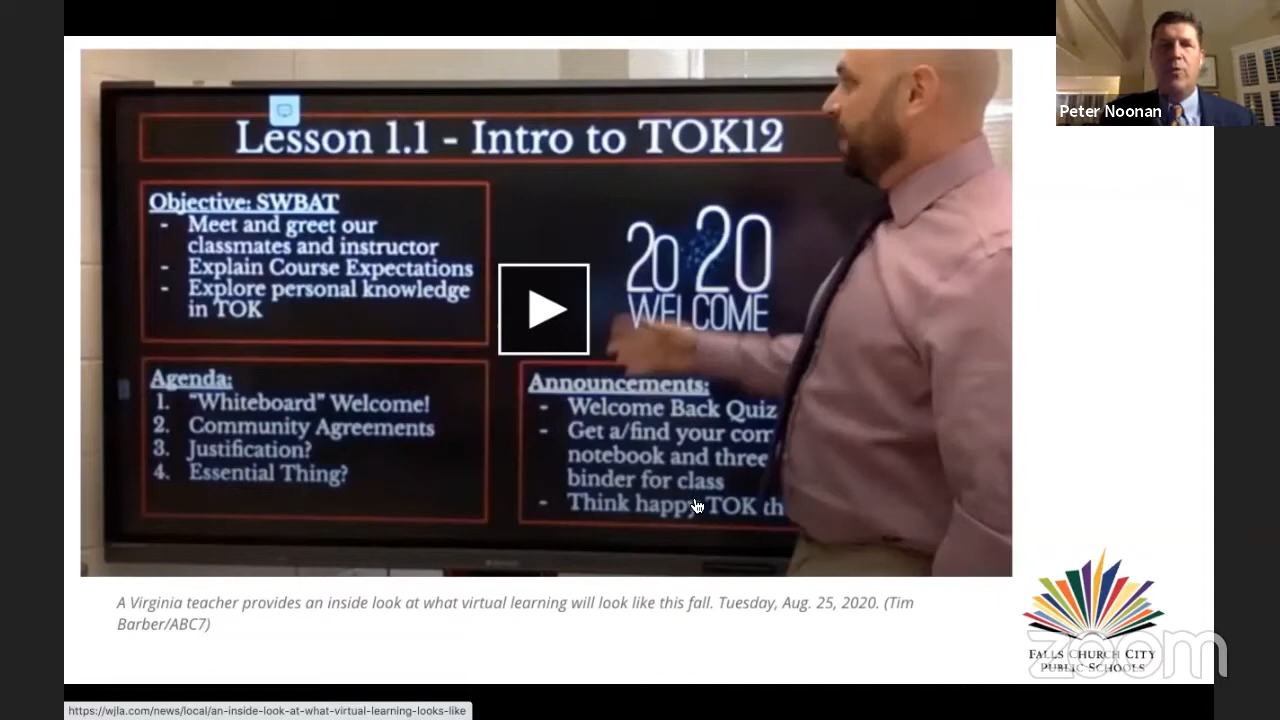 Peter Noonan
Lesson 1.1 - Intro to TOK12
Objective: SWBAT
- Meet and greet our
classmates and instructor
- Explain Course Expectations
- Explore personal knowledge
in TOK
2020
WELCOME
Agenda:
1. "Whiteboard" Welcome!
2. Community Agreements
3. Justification?
4. Essential Thing?
Announcements:
- Welcome Back Quiz
- Get a/find your com
notebook and three
binder for class
- Think happy TOK th
A Virginia teacher provides an inside look at what virtual learning will look like this fall. Tuesday, Aug. 25, 2020. (Tim
Barber/ABC7)
FALLS CHURCH CITY
PUBLIC SCHOOLS
zoom
https://wjla.com/news/local/an-inside-look-at-what-virtual-learning-looks-like